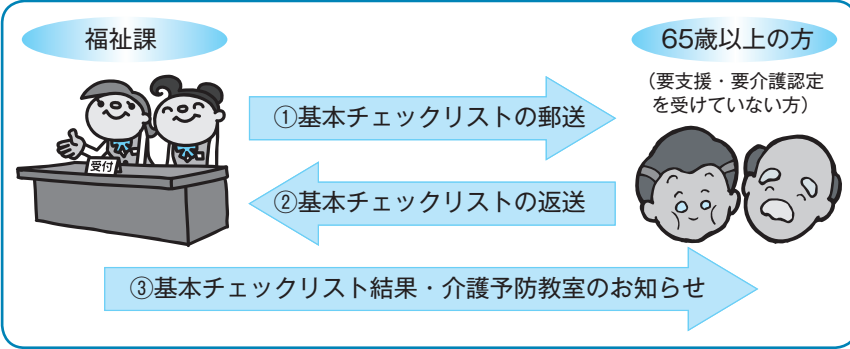 福祉課
65歳以上の方
（要支援・要介護認定
を受けていない方）
①基本チェックリストの郵送
受付
②基本チェックリストの返送
③基本チェックリスト結果・介護予防教室のお知らせ